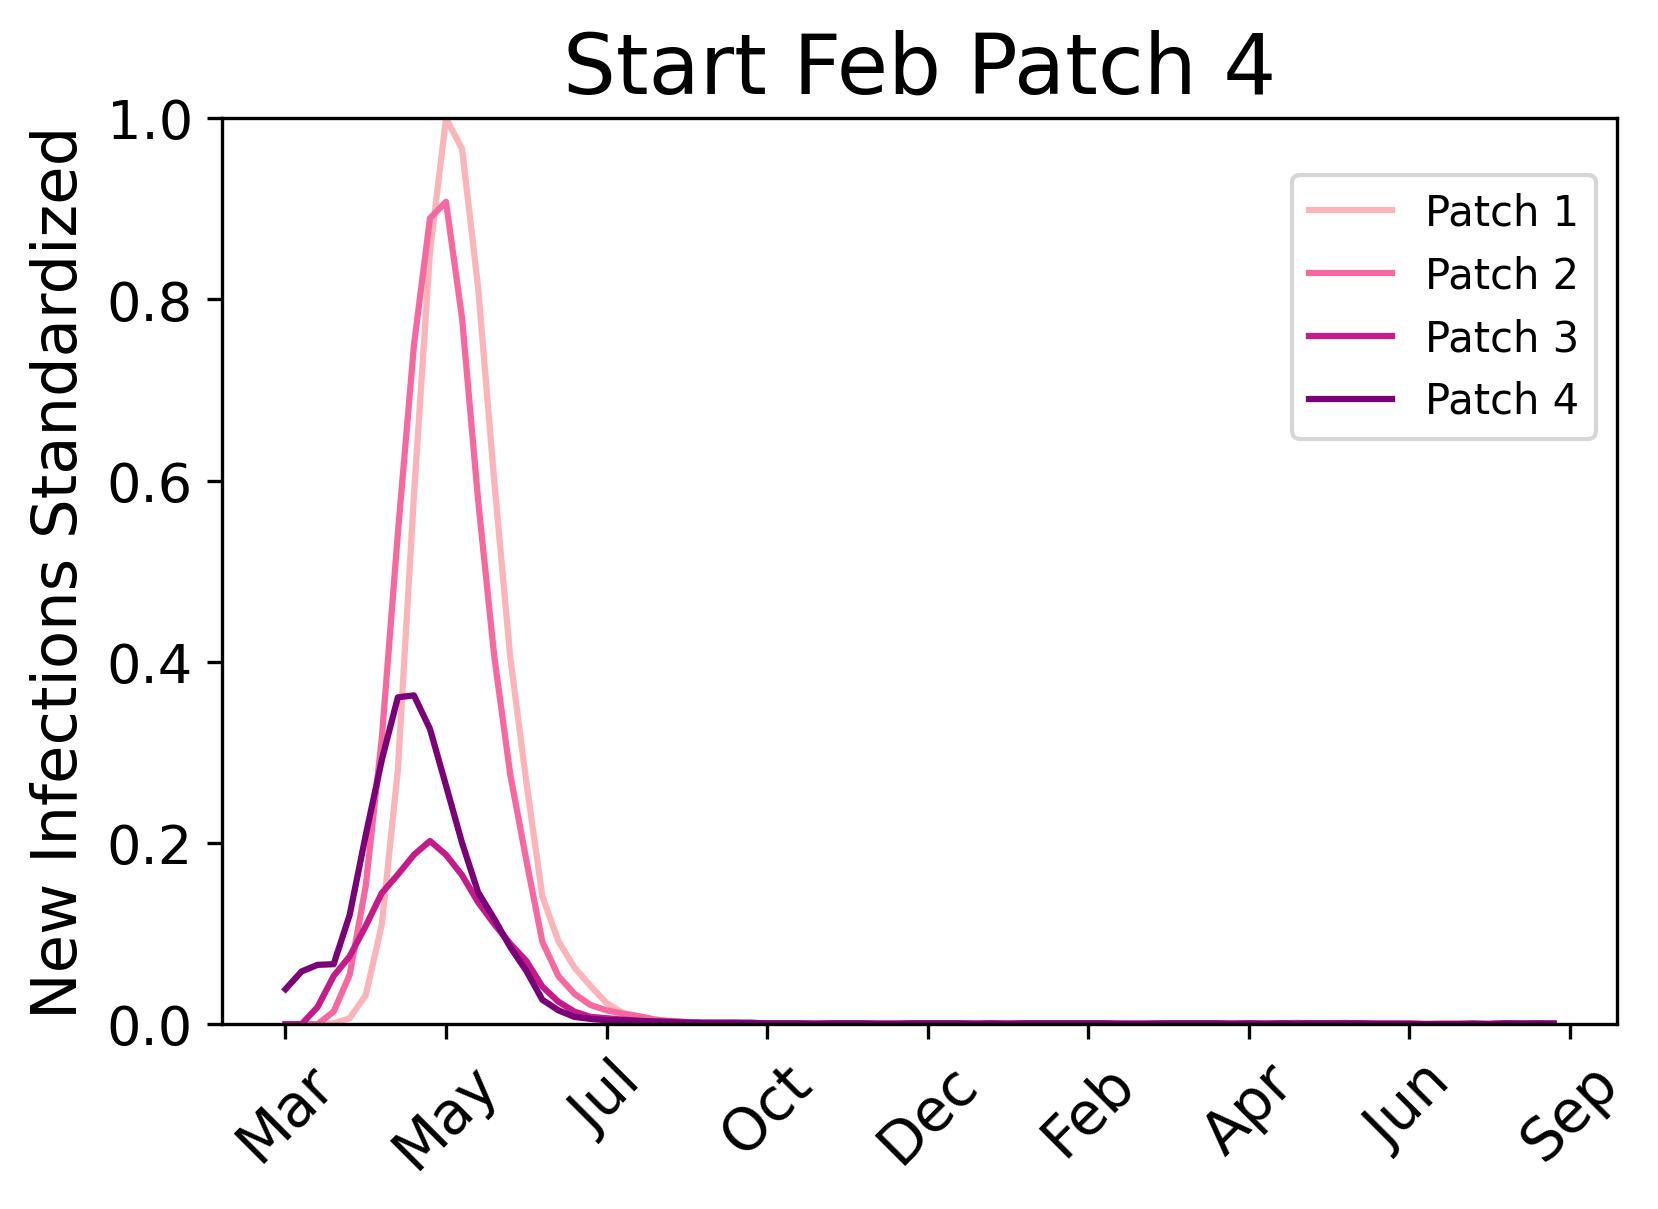 Start Feb Patch 4
New Infections Standardized
1.0
0.8
0.6
0.4
0.2
0.0
Patch 1
Patch 2
Patch 3
Patch 4
Mar
May
Jul
Oct
Dec
Feb
Apr
Jun
Sep